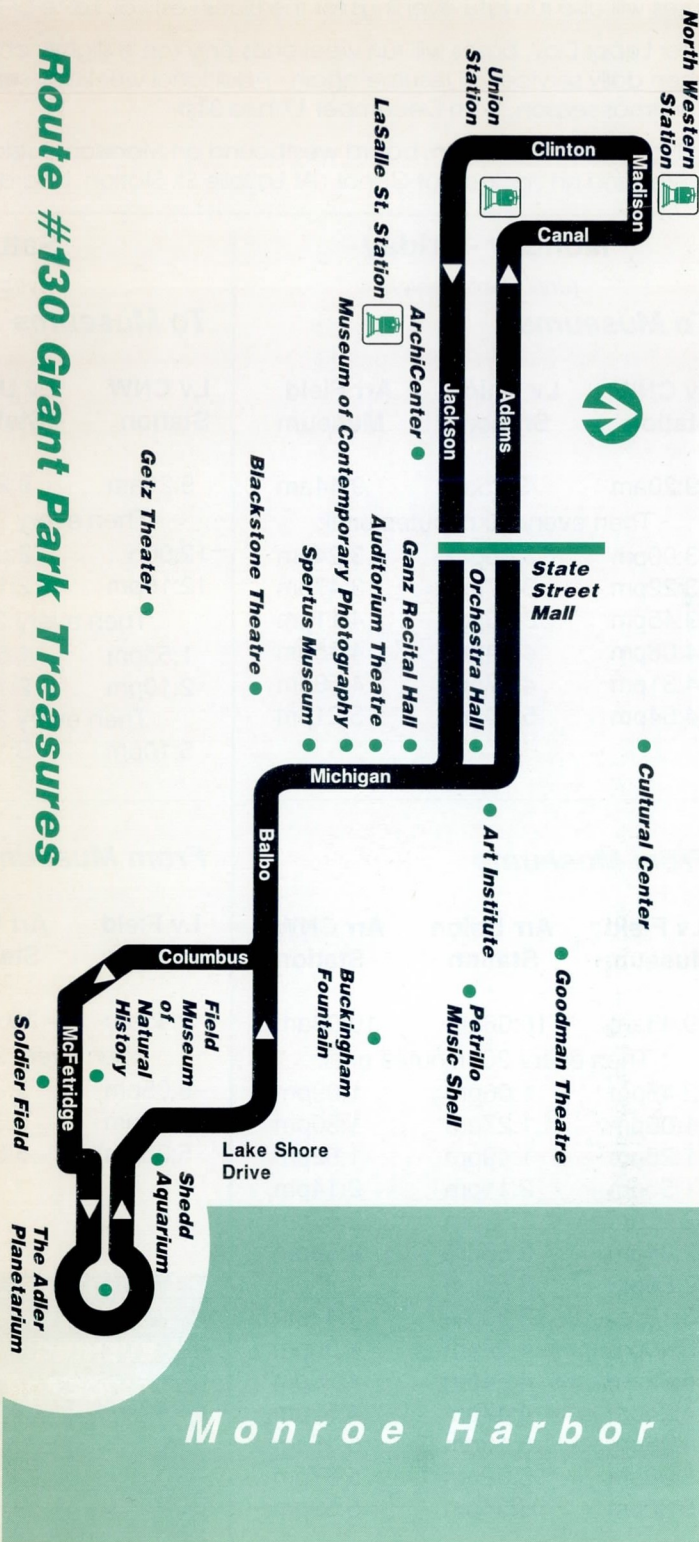 Route #130 Grant Park Treasures
North Western
Station
Union
Station
LaSalle St. Station
Clinton
Madison
Canal
Jackson
Adams
ArchiCenter
Museum of Contemporary Photography
Auditorium Theatre
Ganz Recital Hall
Orchestra Hall
Spertus Museum
Blackstone Theatre
Getz Theater
State
Street
Mall
Cultural Center
Michigan
Art Institute
Goodman Theatre
Petrillo
Music Shell
Buckingham
Fountain
Balbo
Columbus
Field
Museum
of
Natural
History
McFetridge
Soldier Field
Lake Shore
Drive
Shedd
Aquarium
The Adler
Planetarium
Monroe Harbor